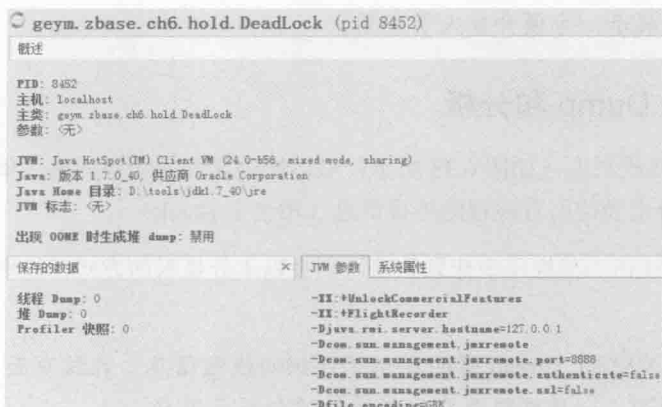 geym.zbase.ch6.hold.DeadLock (pid 8452)
概述
PID: 8452
主机: localhost
主类: geym.zbase.ch6.hold.DeadLock
参数: <无>
JVM: Java HotSpot(TM) Client VM (24.0-b56, mixed mode, sharing)
Java: 版本 1.7.0_40, 供应商 Oracle Corporation
Java Home 目录: D:\tools\jdk1.7_40\jre
JVM 标志: <无>
出现 OOME 时生成堆 dump: 禁用
保存的数据
JVM 参数 系统属性
线程 Dump: 0
堆 Dump: 0
Profiler 快照: 0
-XX:+UnlockCommercialFeatures
-XX:+FlightRecorder
-Djava.rmi.server.hostname=127.0.0.1
-Dcom.sun.management.jmxremote
-Dcom.sun.management.jmxremote.port=8888
-Dcom.sun.management.jmxremote.authenticate=false
-Dcom.sun.management.jmxremote.ssl=false
-Dfile.encoding=GBK